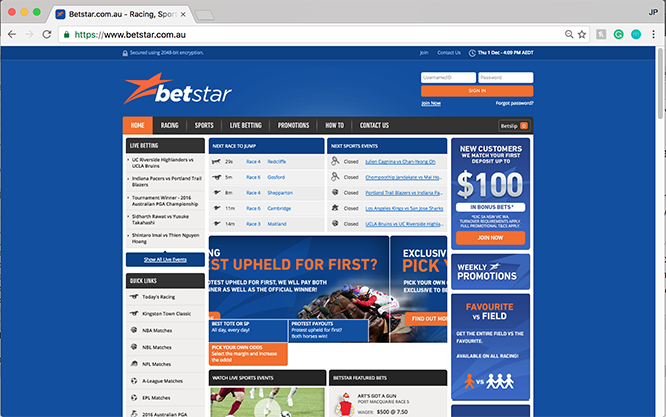 Betstar.com.au - Racing, Spor
JP
https://www.betstar.com.au
Secured using 2048-bit encryption.
Join
Contact Us
Thu 1 Dec - 4:09 PM AEDT
betstar
Username/ID
Password
SIGN IN
Join Now
Forgot password?
HOME
RACING
SPORTS
LIVE BETTING
PROMOTIONS
HOW TO
CONTACT US
Betslip 0
LIVE BETTING
UC Riverside Highlanders vs
UCLA Bruins
Indiana Pacers vs Portland Trail
Blazers
Tournament Winner - 2016
Australian PGA Championship
Sidharth Rawat vs Yusuke
Takahashi
Shintaro Imai vs Thien Nguyen
Hoang
Show All Live Events
QUICK LINKS
Today's Racing
Kingston Town Classic
NBA Matches
NBL Matches
NFL Matches
A-League Matches
EPL Matches
2016 Australian PGA
NEXT RACE TO JUMP
29s Race 4 Redcliffe
5m Race 6 Gosford
8m Race 4 Shepparton
11m Race 6 Cambridge
14m Race 3 Maitland
NEXT SPORTS EVENTS
Closed Julien Cagnina vs Chan-Yeong Oh
Closed Chompoothip Jandakate vs Mai Ho
Closed Portland Trail Blazers vs Indiana Pa
Closed Los Angeles Kings vs San Jose Sharks
Closed UCLA Bruins vs UC Riverside Highl
NG
ST UPHELD FOR FIRST?
OTEST UPHELD FOR FIRST, WE WILL PAY BOTH
NER AS WELL AS THE OFFICIAL WINNER!
EXCLUSIV
PICK Y
PICK YOUR OWN
EXCLUSIVE TO BE
FIND OUT MORE
BEST TOTE OR SP
All day, every day!
PROTEST PAYOUTS
Protest upheld for first?
Both horses win!
PICK YOUR OWN ODDS
Select the margin and increase
the odds!
WATCH LIVE SPORTS EVENTS
BETSTAR FEATURED BETS
ART'S GOT A GUN
PORT MACQUARIE RACE 5
WAGER: $500 @ 7.50
NEW CUSTOMERS
WE MATCH YOUR FIRST
DEPOSIT UP TO
$100
IN BONUS BETS*
*EXC SA NSW VIC WA
TURNOVER REQUIREMENTS APPLY
FULL PROMOTIONAL T&CS APPLY.
JOIN NOW
WEEKLY
PROMOTIONS
FAVOURITE
vs FIELD
GET THE ENTIRE FIELD VS THE
FAVOURITE.
AVAILABLE ON ALL RACING!
VS